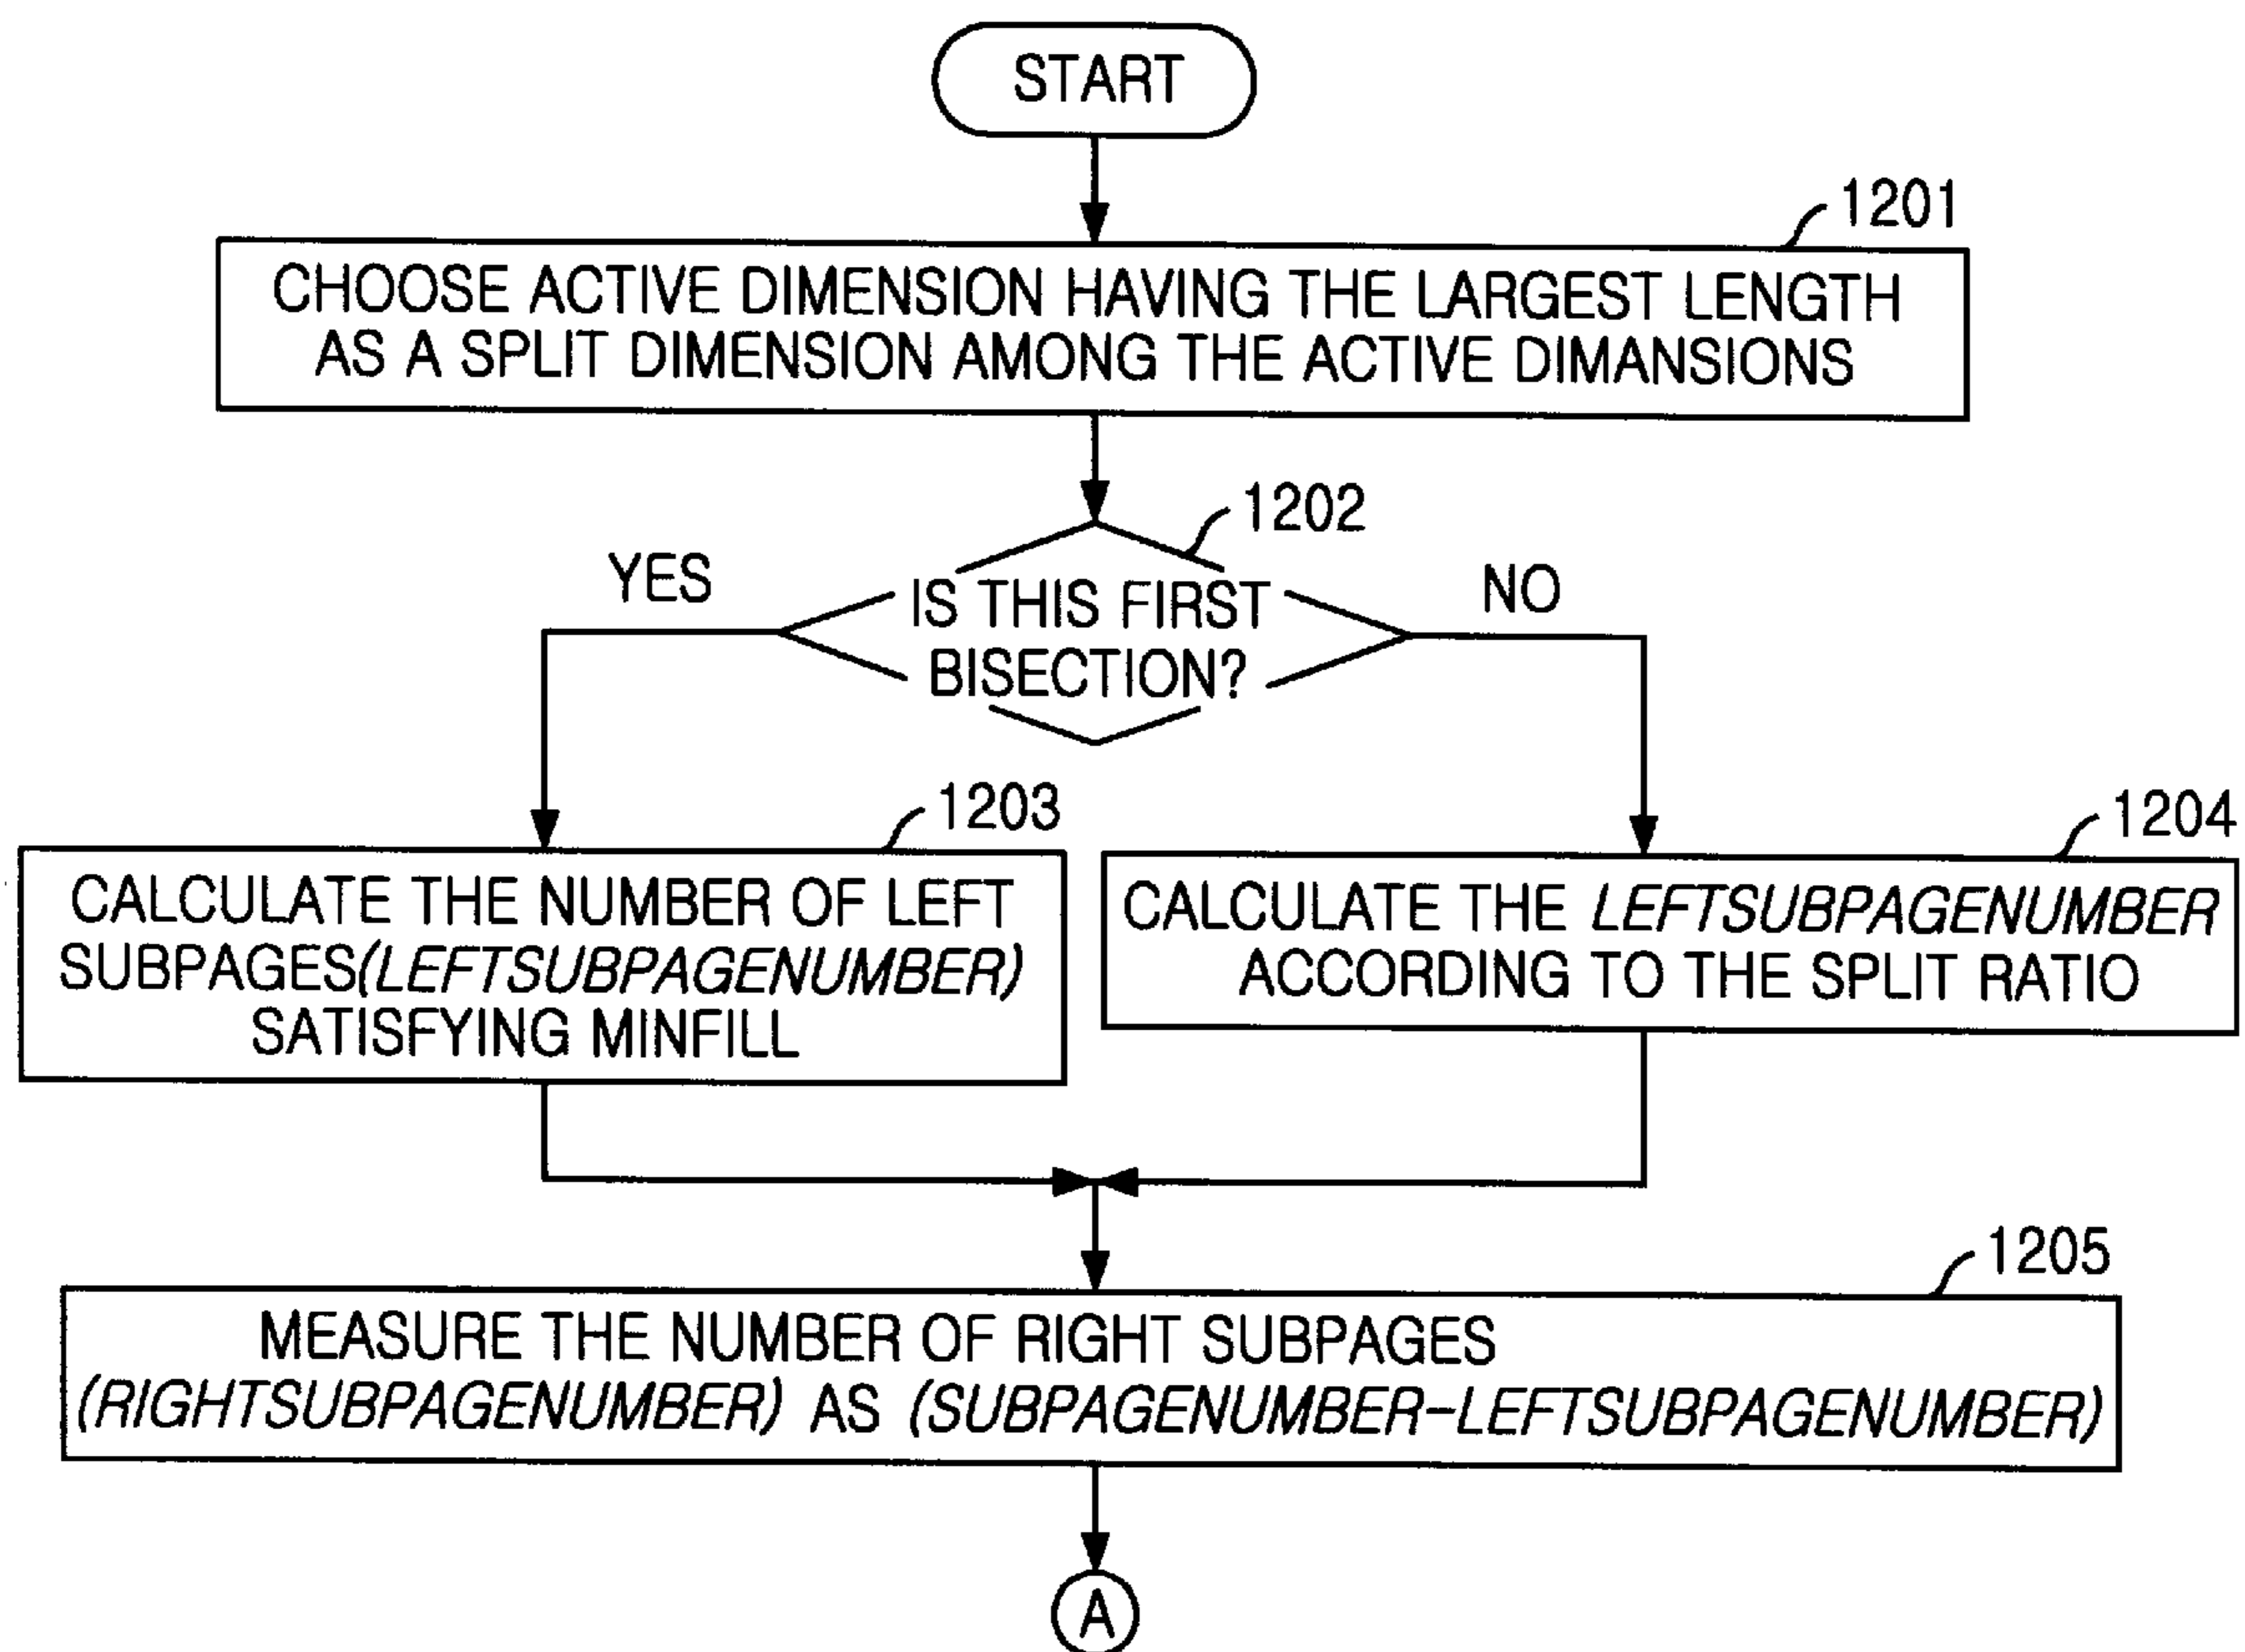 START
1201
CHOOSE ACTIVE DIMENSION HAVING THE LARGEST LENGTH
AS A SPLIT DIMENSION AMONG THE ACTIVE DIMANSIONS
1202
YES
IS THIS FIRST
BISECTION?
NO
1203
CALCULATE THE NUMBER OF LEFT
SUBPAGES(LEFTSUBPAGENUMBER)
SATISFYING MINFILL
1204
CALCULATE THE LEFTSUBPAGENUMBER
ACCORDING TO THE SPLIT RATIO
1205
MEASURE THE NUMBER OF RIGHT SUBPAGES
(RIGHTSUBPAGENUMBER) AS (SUBPAGENUMBER-LEFTSUBPAGENUMBER)
A